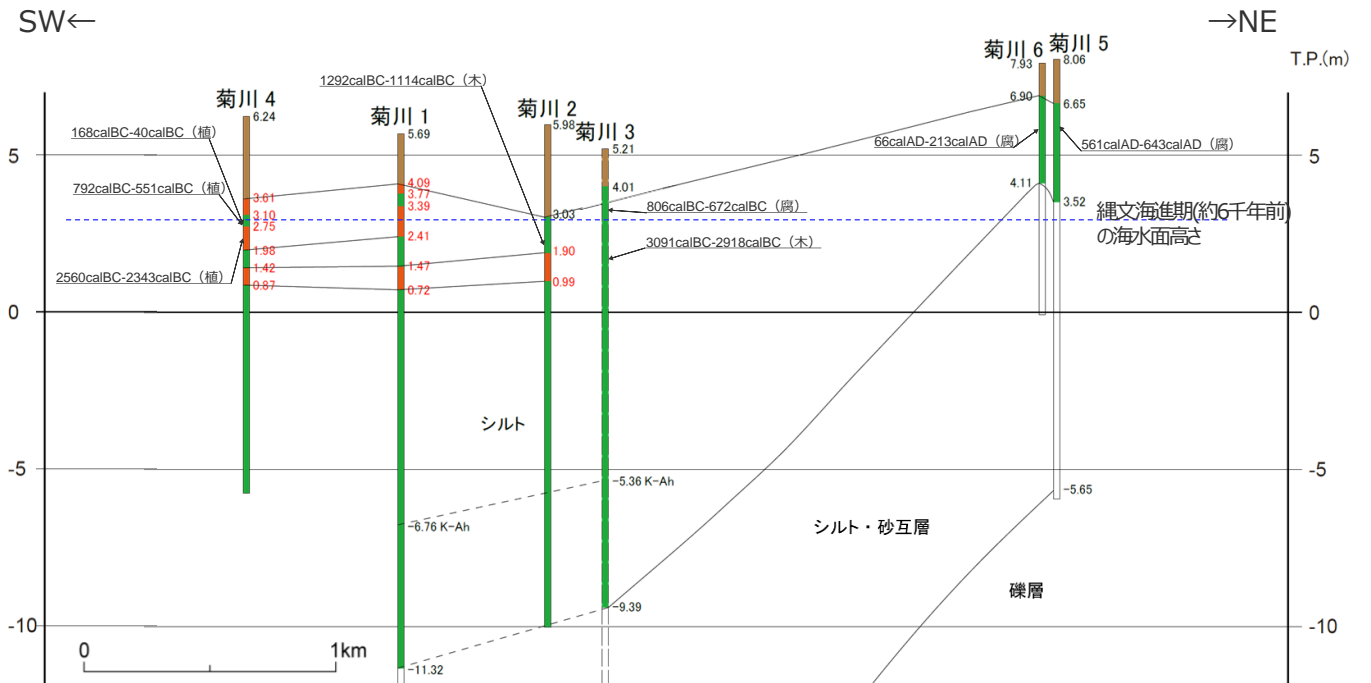 SW←
→NE
T.P.(m)
菊川 4
6.24
菊川 1
5.69
菊川 2
5.98
菊川 3
5.21
菊川 6
7.93
菊川 5
8.06
1292calBC-1114calBC（木）
168calBC-40calBC（植）
792calBC-551calBC（植）
2560calBC-2343calBC（植）
3.61
3.10
2.75
1.98
1.42
0.87
4.09
3.77
3.39
2.41
1.47
0.72
3.03
1.90
0.99
4.01
806calBC-672calBC（腐）
3091calBC-2918calBC（木）
6.90
66calAD-213calAD（腐）
4.11
6.65
561calAD-643calAD（腐）
3.52
縄文海進期(約6千年前)
の海水面高さ
5
5
0
0
-5
-5
-10
-10
シルト
-5.36 K-Ah
-6.76 K-Ah
-5.65
シルト・砂互層
礫層
-9.39
-11.32
0
1km